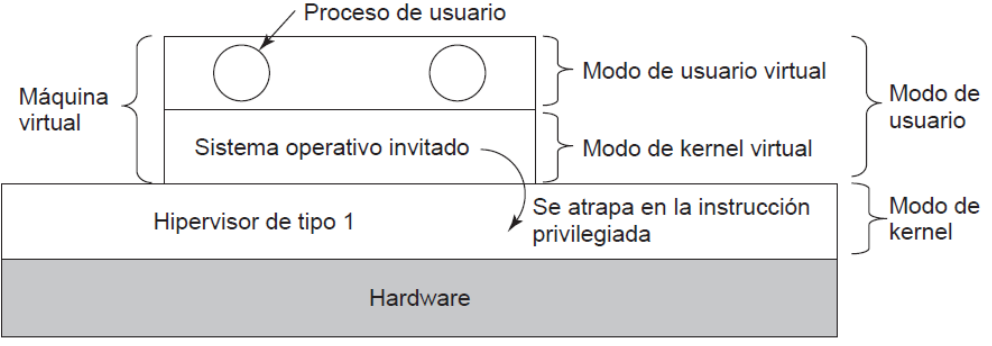 Proceso de usuario
Máquina
virtual
Modo de usuario virtual
Modo de
usuario
Sistema operativo invitado
Modo de kernel virtual
Hipervisor de tipo 1
Se atrapa en la instrucción
privilegiada
Modo de
kernel
Hardware